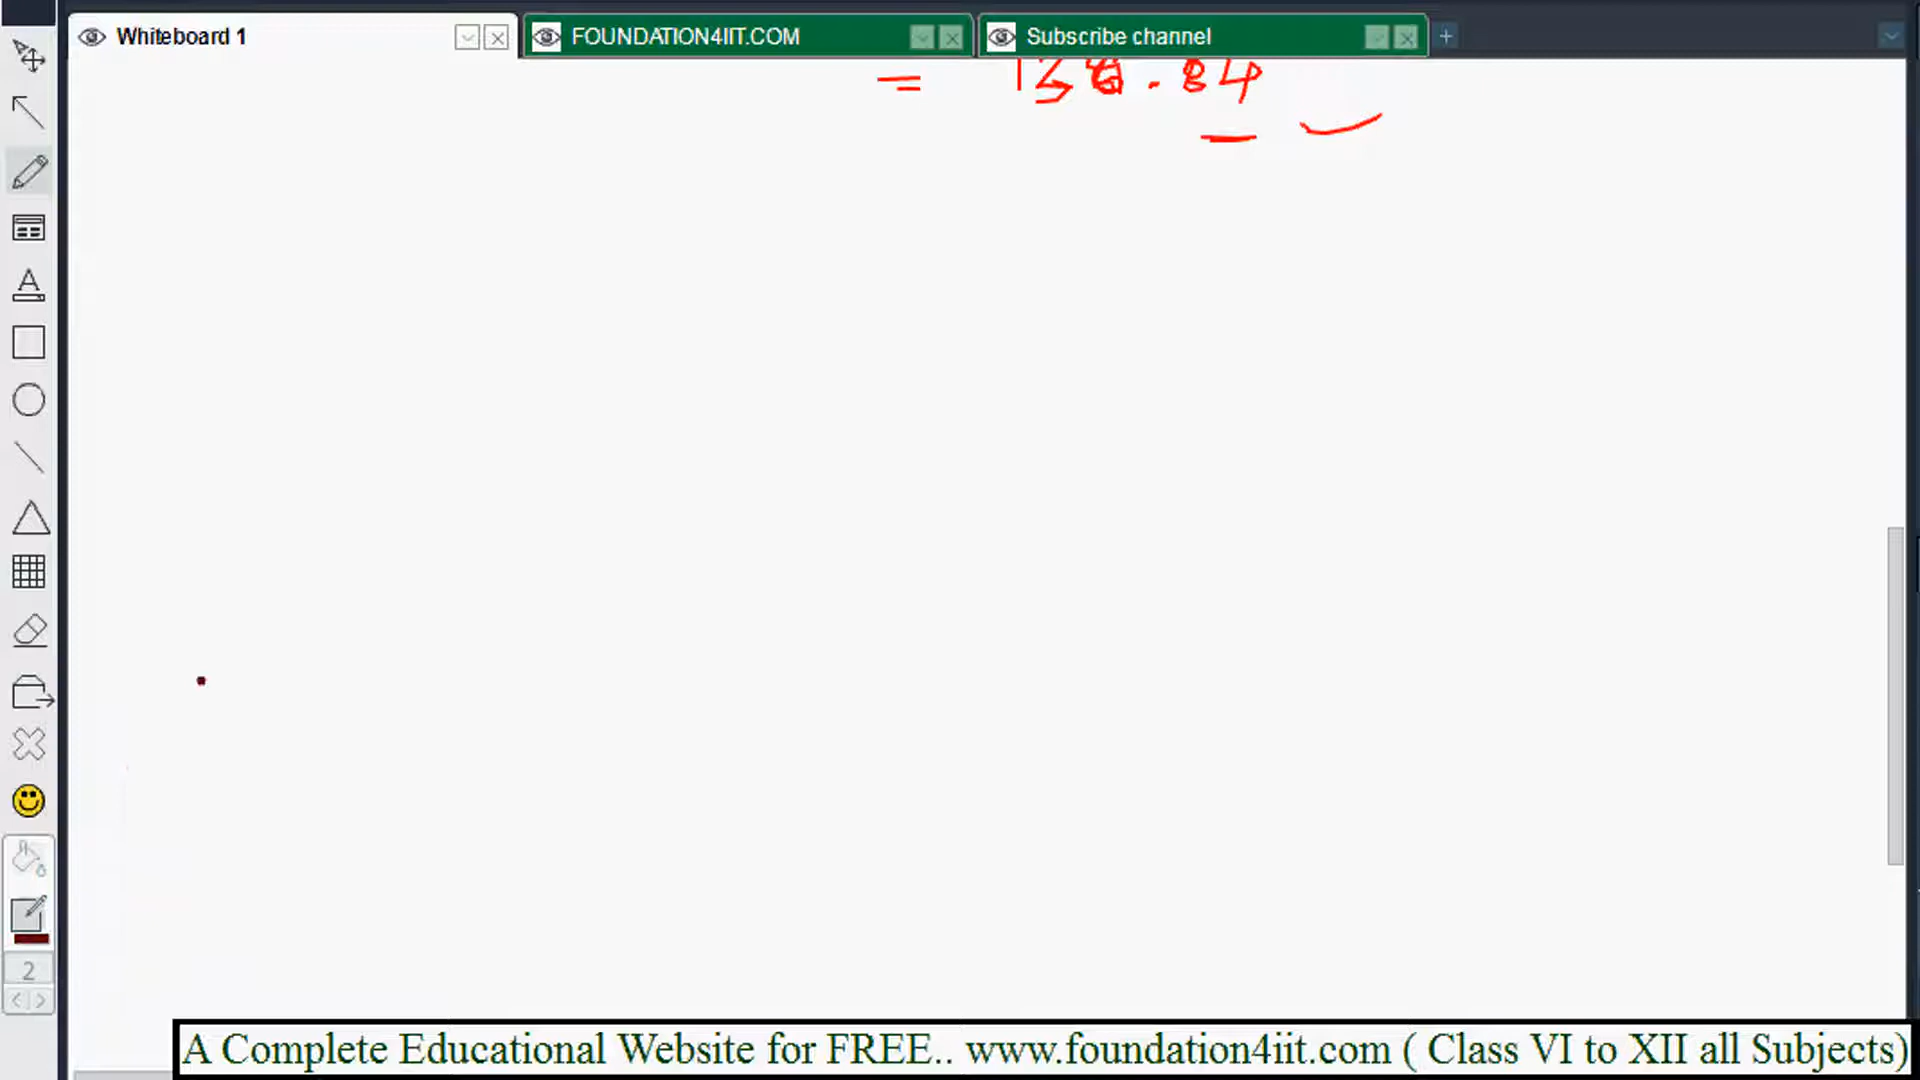 Whiteboard 1
FOUNDATION4IIT.COM
Subscribe channel
=
.84
2
A Complete Educational Website for FREE.. www.foundation4iit.com ( Class VI to XII all Subjects)